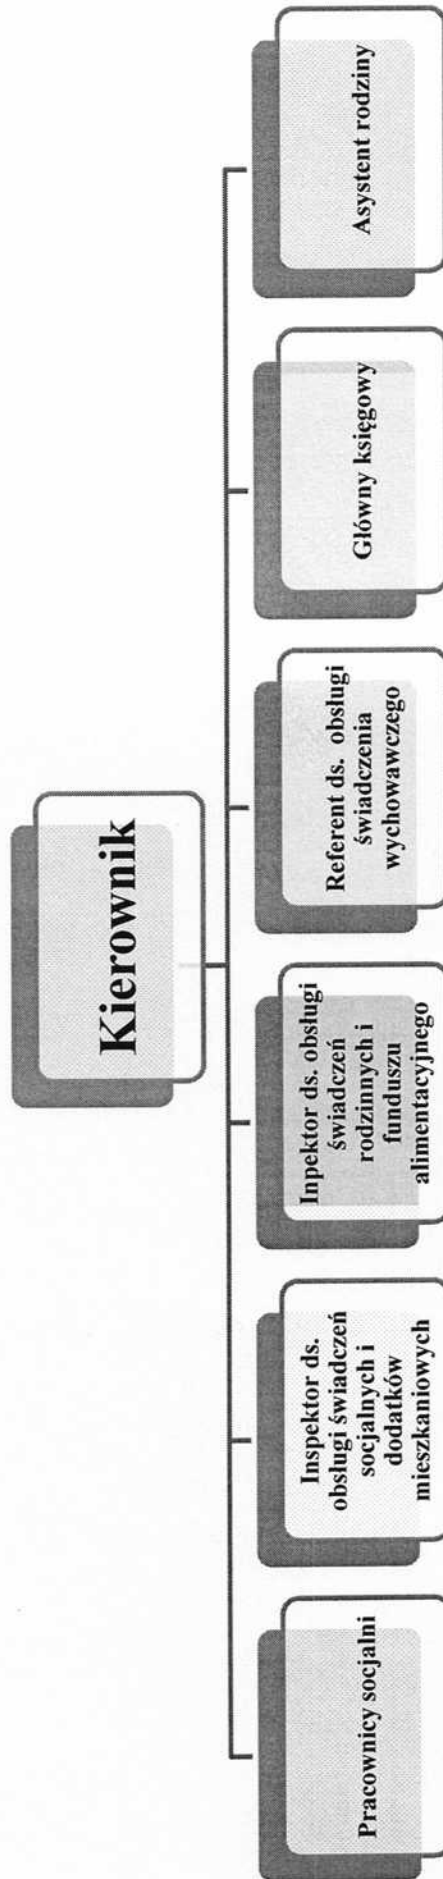 Kierownik
Pracownicy socjalni
Inspektor ds.
obsługi świadczeń
socjalnych i
dodatków
mieszkaniowych
Inpektor ds. obsługi
świadczeń
rodzinnych i
funduszu
alimentacyjnego
Referent ds. obsługi
świadczenia
wychowawczego
Główny księgowy
Asystent rodziny